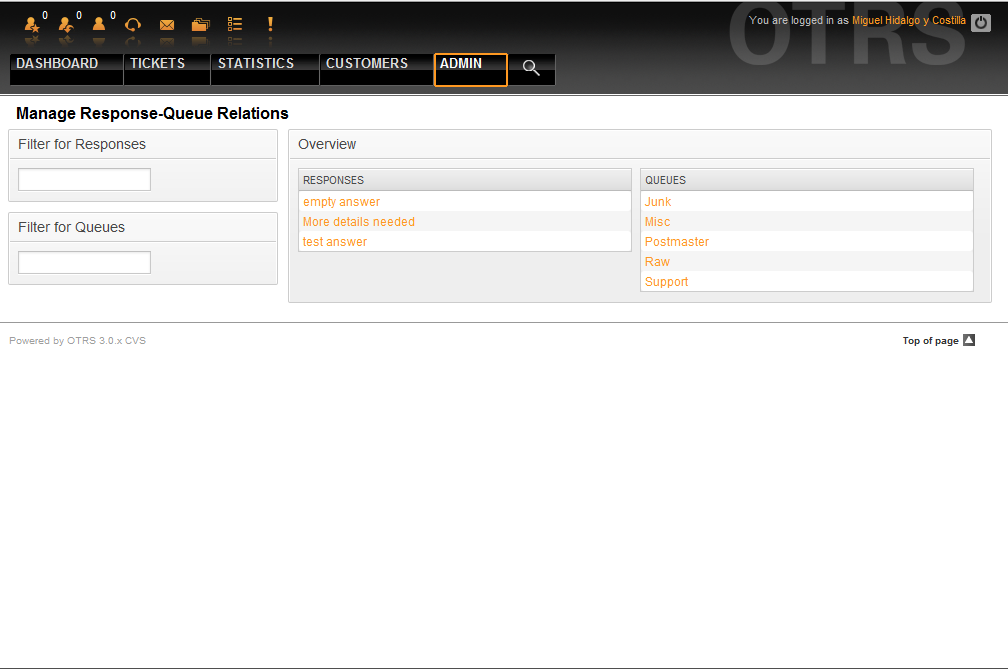 0 0 0
You are logged in as Miguel Hidalgo y Costilla
OTRS
DASHBOARD TICKETS STATISTICS CUSTOMERS ADMIN
Manage Response-Queue Relations
Filter for Responses
Filter for Queues
Overview
RESPONSES
empty answer
More details needed
test answer
QUEUES
Junk
Misc
Postmaster
Raw
Support
Powered by OTRS 3.0.x CVS
Top of page